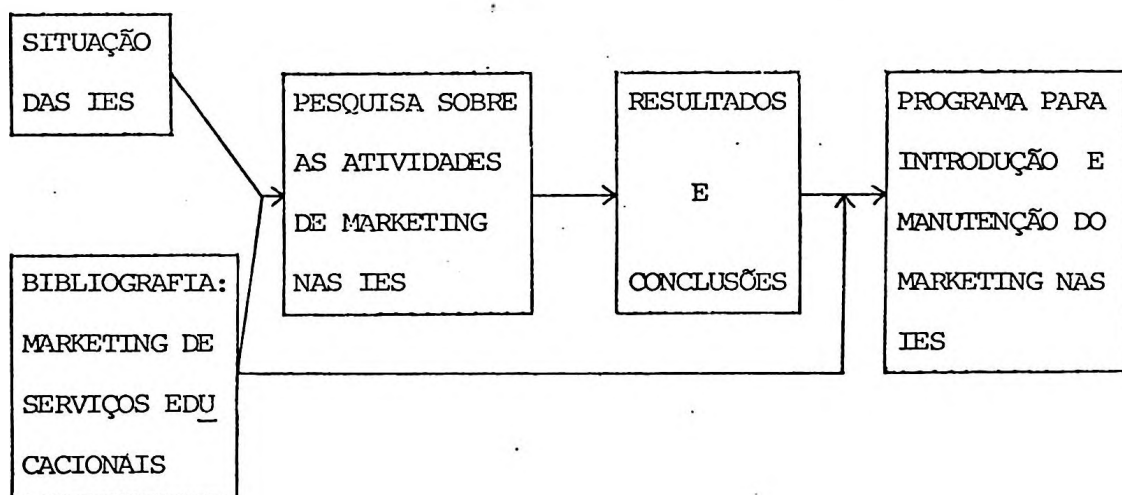 SITUAÇÃO
DAS IES
BIBLIOGRAFIA:
MARKETING DE
SERVIÇOS EDU
CACIONAIS
PESQUISA SOBRE
AS ATIVIDADES
DE MARKETING
NAS IES
RESULTADOS
E
CONCLUSÕES
PROGRAMA PARA
INTRODUÇÃO E
MANUTENÇÃO DO
MARKETING NAS
IES